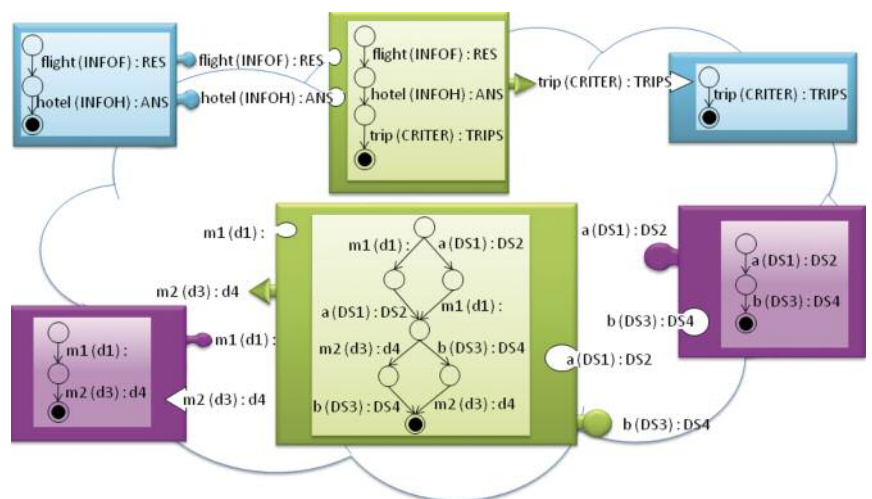 flight (INFOF) : RES
hotel (INFOH) : ANS
flight (INFOF) : RES
hotel (INFOH) : ANS
flight (INFOF) : RES
hotel (INFOH) : ANS
trip (CRITER) : TRIPS
trip (CRITER) : TRIPS
trip (CRITER) : TRIPS
m1 (d1) :
m2 (d3) : d4
m1 (d1) :
a (DS1) : DS2
a (DS1) : DS2
m1 (d1) :
m2 (d3) : d4
b (DS3) : DS4
b (DS3) : DS4
m2 (d3) : d4
a (DS1) : DS2
b (DS3) : DS4
a (DS1) : DS2
b (DS3) : DS4
a (DS1) : DS2
b (DS3) : DS4
m1 (d1) :
m2 (d3) : d4
m1 (d1) :
m2 (d3) : d4